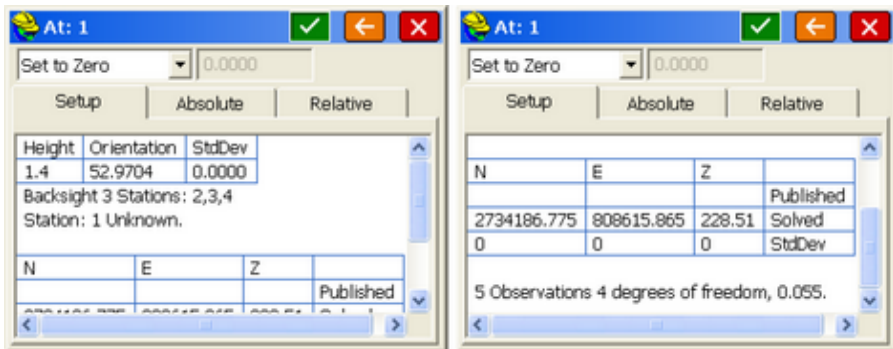 At: 1
Set to Zero 0.0000
Setup Absolute Relative
Height Orientation StdDev
1.4 52.9704 0.0000
Backsight 3 Stations: 2,3,4
Station: 1 Unknown.
N E Z
Published
At: 1
Set to Zero 0.0000
Setup Absolute Relative
N E Z
Published
2734186.775 808615.865 228.51 Solved
0 0 0 StdDev
5 Observations 4 degrees of freedom, 0.055.